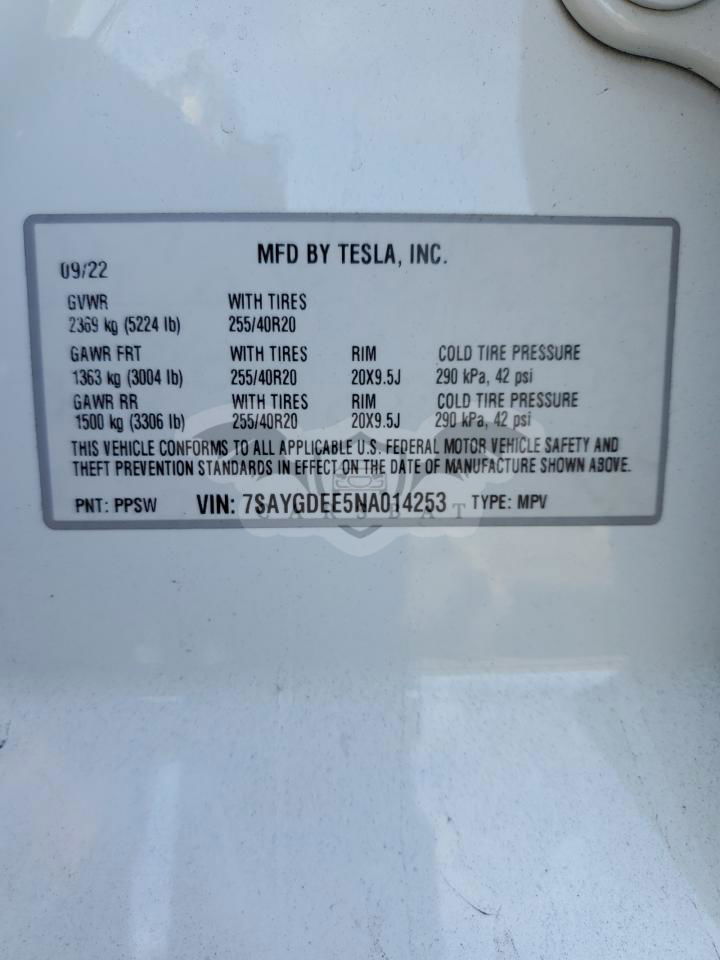 MFD BY TESLA, INC.
09/22
GVWR WITH TIRES
2369 kg (5224 lb) 255/40R20
GAWR FRT WITH TIRES RIM COLD TIRE PRESSURE
1363 kg (3004 lb) 255/40R20 20X9.5J 290 kPa, 42 psi
GAWR RR WITH TIRES RIM COLD TIRE PRESSURE
1500 kg (3306 lb) 255/40R20 20X9.5J 290 kPa, 42 psi
THIS VEHICLE CONFORMS TO ALL APPLICABLE U.S. FEDERAL MOTOR VEHICLE SAFETY AND
THEFT PREVENTION STANDARDS IN EFFECT ON THE DATE OF MANUFACTURE SHOWN ABOVE.
PNT: PPSW VIN: 7SAYGDEE5NA014253 TYPE: MPV